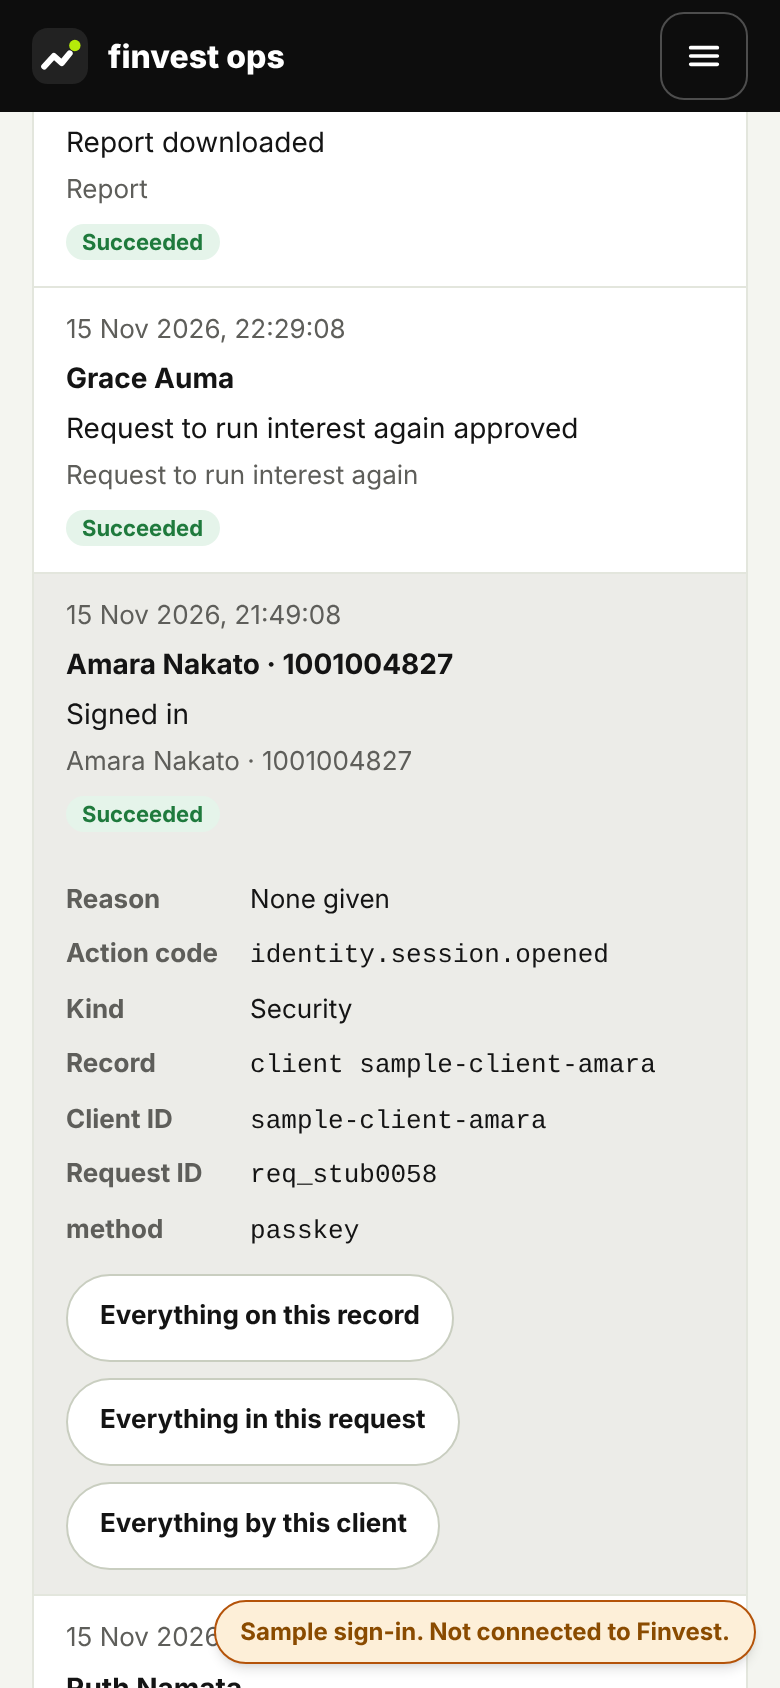 finvest ops
Report downloaded
Report
Succeeded
15 Nov 2026, 22:29:08
Grace Auma
Request to run interest again approved
Request to run interest again
Succeeded
15 Nov 2026, 21:49:08
Amara Nakato · 1001004827
Signed in
Amara Nakato · 1001004827
Succeeded
Reason None given
Action code identity.session.opened
Kind Security
Record client sample-client-amara
Client ID sample-client-amara
Request ID req_stub0058
method passkey
Everything on this record
Everything in this request
Everything by this client
15 Nov 2026
Sample sign-in. Not connected to Finvest.
Ruth Namata